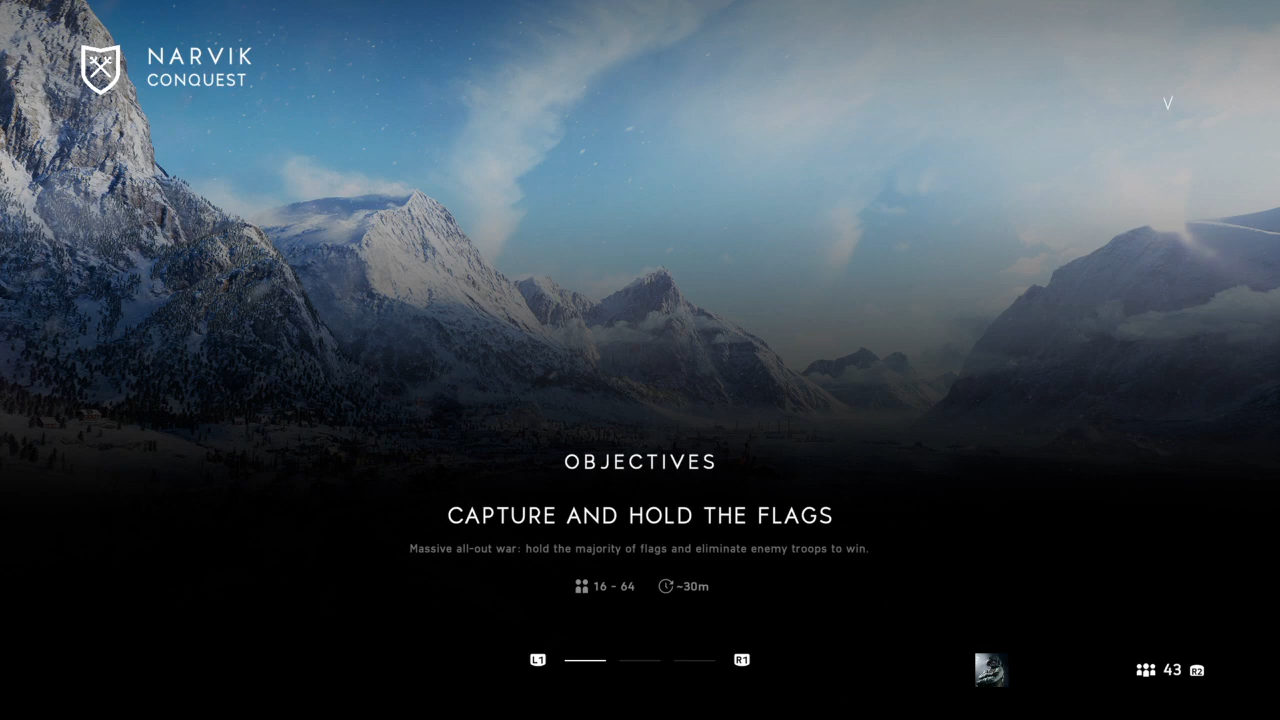 NARVIK
CONQUEST
V
OBJECTIVES
CAPTURE AND HOLD THE FLAGS
Massive all-out war: hold the majority of flags and eliminate enemy troops to win.
16 - 64 ~30m
L1 R1
43 R2